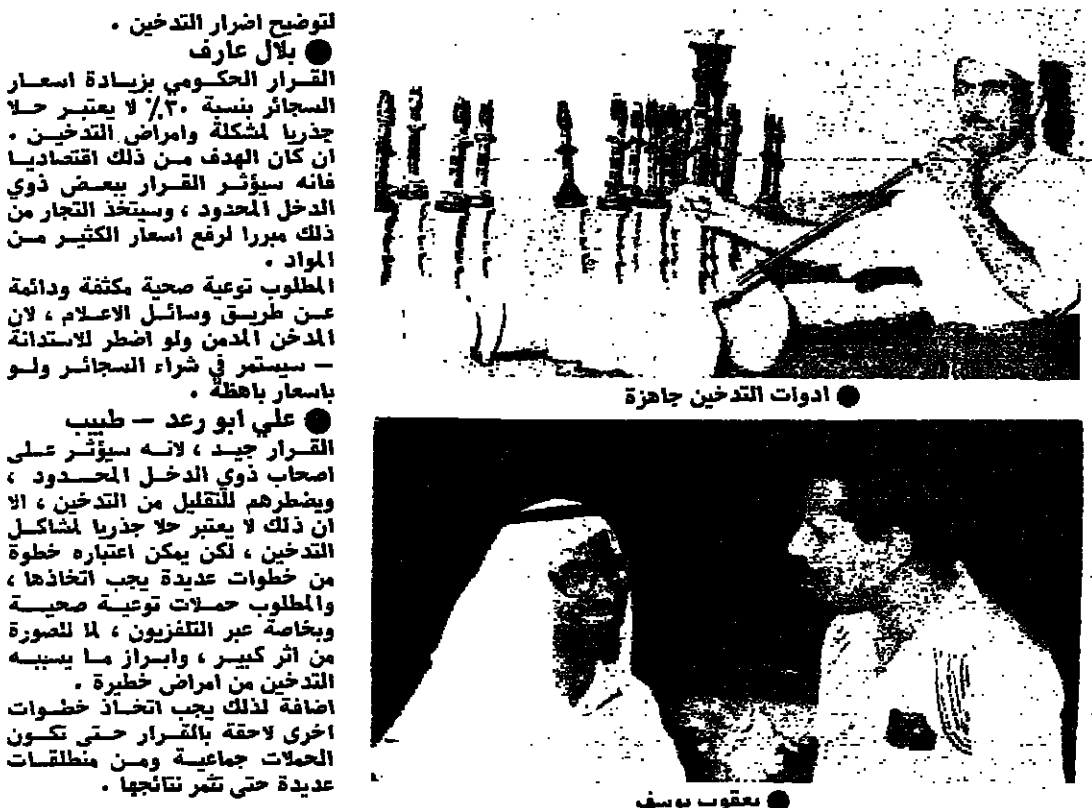 لتوضيح اضرار التدخين .
● بلال عارف
القرار الحكومي بزيادة اسعار
السجائر بنسبة ٣٠٪ لا يعتبر حلا
جذريا لمشكلة وامراض التدخين .
ان كان الهدف من ذلك اقتصاديا
فانه سيؤثر القرار ببعض ذوي
الدخل المحدود ، وسيتخذ التجار من
ذلك مبررا لرفع اسعار الكثير من
المواد .
المطلوب توعية صحية مكثفة ودائمة
عن طريق وسائل الاعلام ، لان
المدخن المدمن ولو اضطر للاستدانة
— سيستمر في شراء السجائر ولو
باسعار باهظة .
● علي ابو رعد — طبيب
القرار جيد ، لانه سيؤثر على
اصحاب ذوي الدخل المحدود ،
ويضطرهم للتقليل من التدخين ، الا
ان ذلك لا يعتبر حلا جذريا لمشاكل
التدخين ، لكن يمكن اعتباره خطوة
من خطوات عديدة يجب اتخاذها ،
والمطلوب حملات توعية صحية
وبخاصة عبر التلفزيون ، لما للصورة
من اثر كبير ، وابراز ما يسببه
التدخين من امراض خطيرة .
اضافة لذلك يجب اتخاذ خطوات
اخرى لاحقة بالقرار حتى تكون
الحملات جماعية ومن منطلقات
عديدة حتى تثمر نتائجها .
● ادوات التدخين جاهزة
● يعقوب يوسف